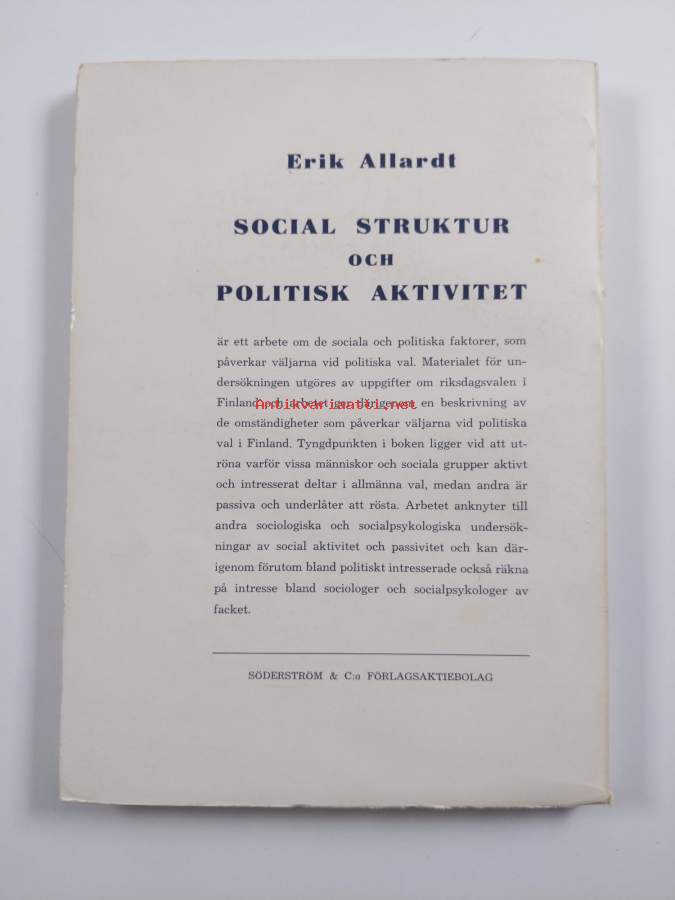 Erik Allardt
SOCIAL STRUKTUR
OCH
POLITISK AKTIVITET
är ett arbete om de sociala och politiska faktorer, som
påverkar väljarna vid politiska val. Materialet för un-
dersökningen utgöres av uppgifter om riksdagsvalen i
Finland och arbetet ger därigenom en beskrivning av
Antikvariaatti.net
de omständigheter som påverkar väljarna vid politiska
val i Finland. Tyngdpunkten i boken ligger vid att ut-
röna varför vissa människor och sociala grupper aktivt
och intresserat deltar i allmänna val, medan andra är
passiva och underlåter att rösta. Arbetet anknyter till
andra sociologiska och socialpsykologiska undersök-
ningar av social aktivitet och passivitet och kan där-
igenom förutom bland politiskt intresserade också räkna
på intresse bland sociologer och socialpsykologer av
facket.
SÖDERSTRÖM & C:o FÖRLAGSAKTIEBOLAG